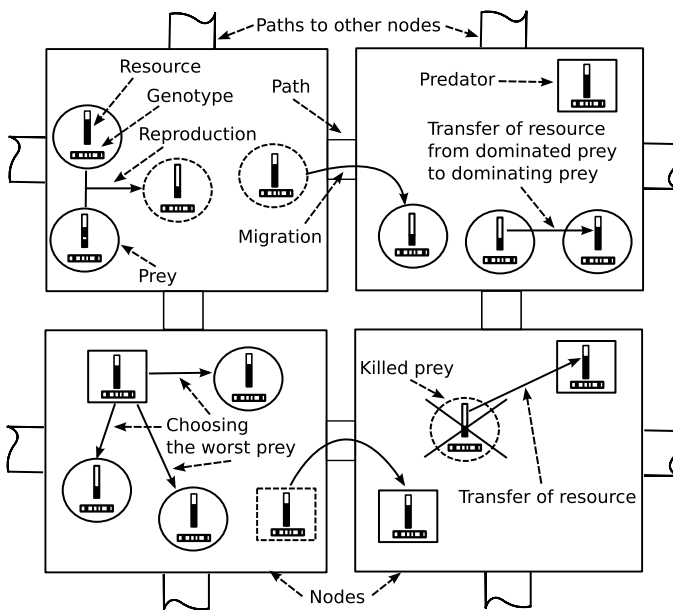 Paths to other nodes
Resource
Genotype
Reproduction
Path
Migration
Prey
Predator
Transfer of resource
from dominated prey
to dominating prey
Choosing
the worst prey
Killed prey
Transfer of resource
Nodes